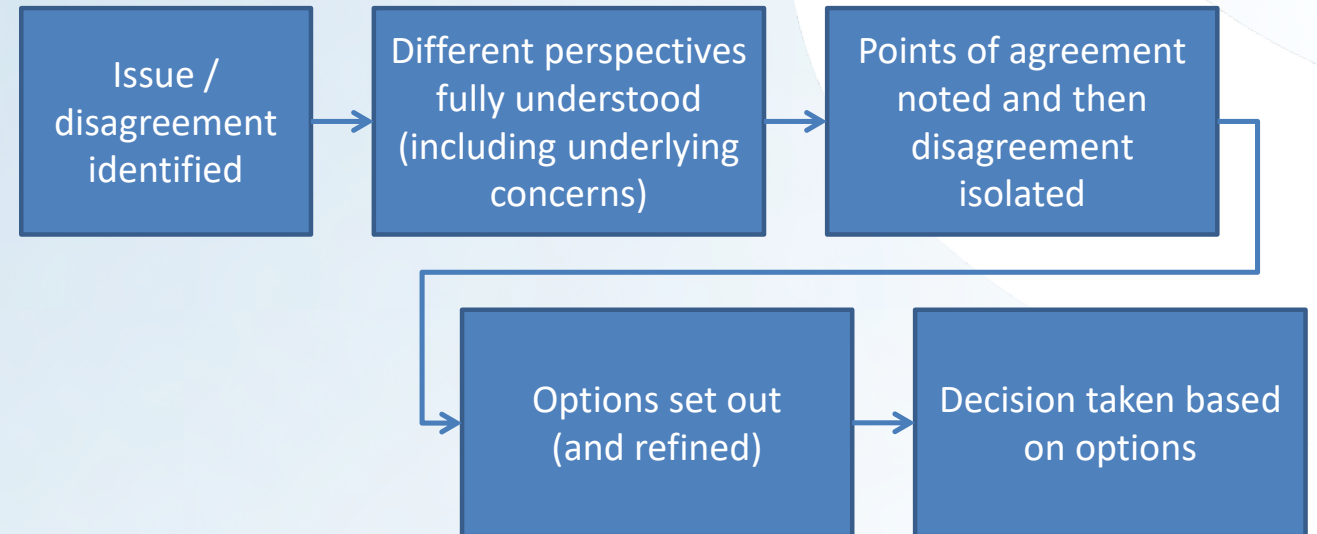 Issue /
disagreement
identified
Different perspectives
fully understood
(including underlying
concerns)
Points of agreement
noted and then
disagreement
isolated
Options set out
(and refined)
Decision taken based
on options